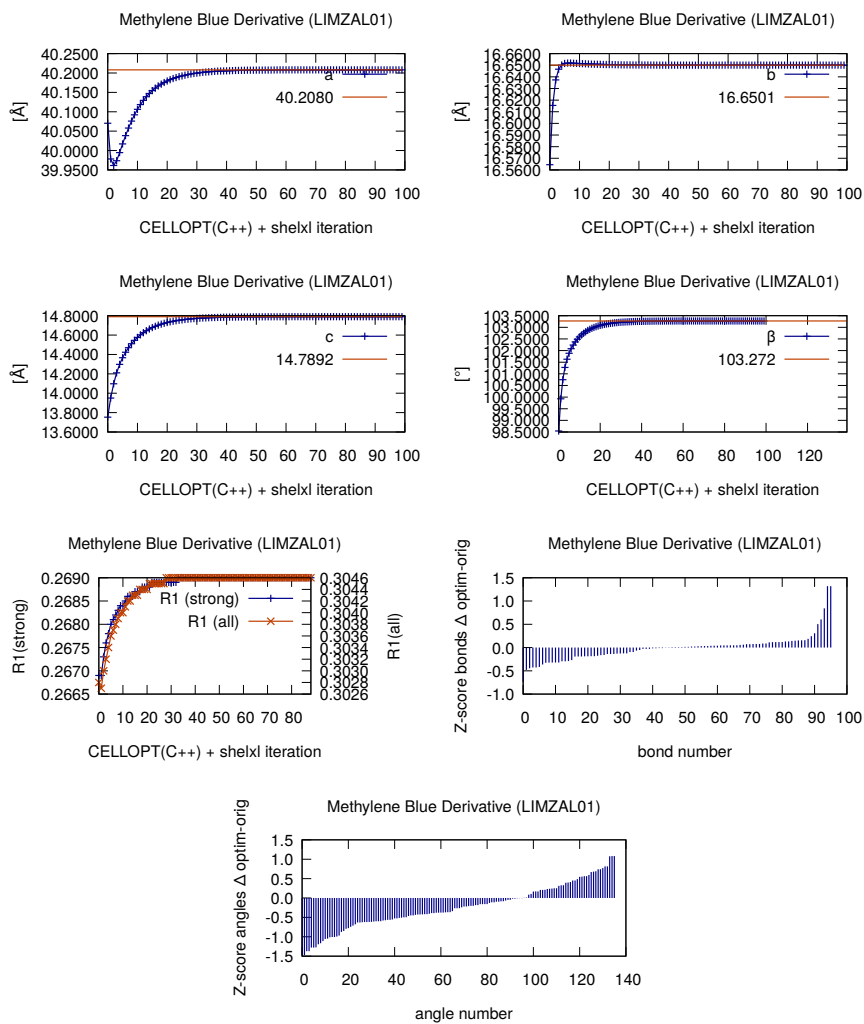 Methylene Blue Derivative (LIMZAL01)
40.2500
40.2000
40.1500
40.1000
40.0500
40.0000
39.9500
[Å]
a
40.2080
0 10 20 30 40 50 60 70 80 90 100
CELLOPT(C++) + shelxl iteration
Methylene Blue Derivative (LIMZAL01)
16.6600
16.6500
16.6400
16.6300
16.6200
16.6100
16.6000
16.5900
16.5800
16.5700
16.5600
[Å]
b
16.6501
0 10 20 30 40 50 60 70 80 90 100
CELLOPT(C++) + shelxl iteration
Methylene Blue Derivative (LIMZAL01)
14.8000
14.6000
14.4000
14.2000
14.0000
13.8000
13.6000
[Å]
c
14.7892
0 10 20 30 40 50 60 70 80 90 100
CELLOPT(C++) + shelxl iteration
Methylene Blue Derivative (LIMZAL01)
103.5000
103.0000
102.5000
102.0000
101.5000
101.0000
100.5000
100.0000
99.5000
99.0000
98.5000
[°]
β
103.272
0 20 40 60 80 100 120
CELLOPT(C++) + shelxl iteration
Methylene Blue Derivative (LIMZAL01)
0.2690
0.2685
0.2680
0.2675
0.2670
0.2665
R1(strong)
R1 (strong)
R1 (all)
0.3046
0.3044
0.3042
0.3040
0.3038
0.3036
0.3034
0.3032
0.3030
0.3028
0.3026
R1(all)
0 10 20 30 40 50 60 70 80
CELLOPT(C++) + shelxl iteration
Methylene Blue Derivative (LIMZAL01)
1.5
1.0
0.5
0.0
-0.5
-1.0
Z-score bonds Δ optim-orig
0 10 20 30 40 50 60 70 80 90 100
bond number
Methylene Blue Derivative (LIMZAL01)
1.5
1.0
0.5
0.0
-0.5
-1.0
-1.5
Z-score angles Δ optim-orig
0 20 40 60 80 100 120 140
angle number